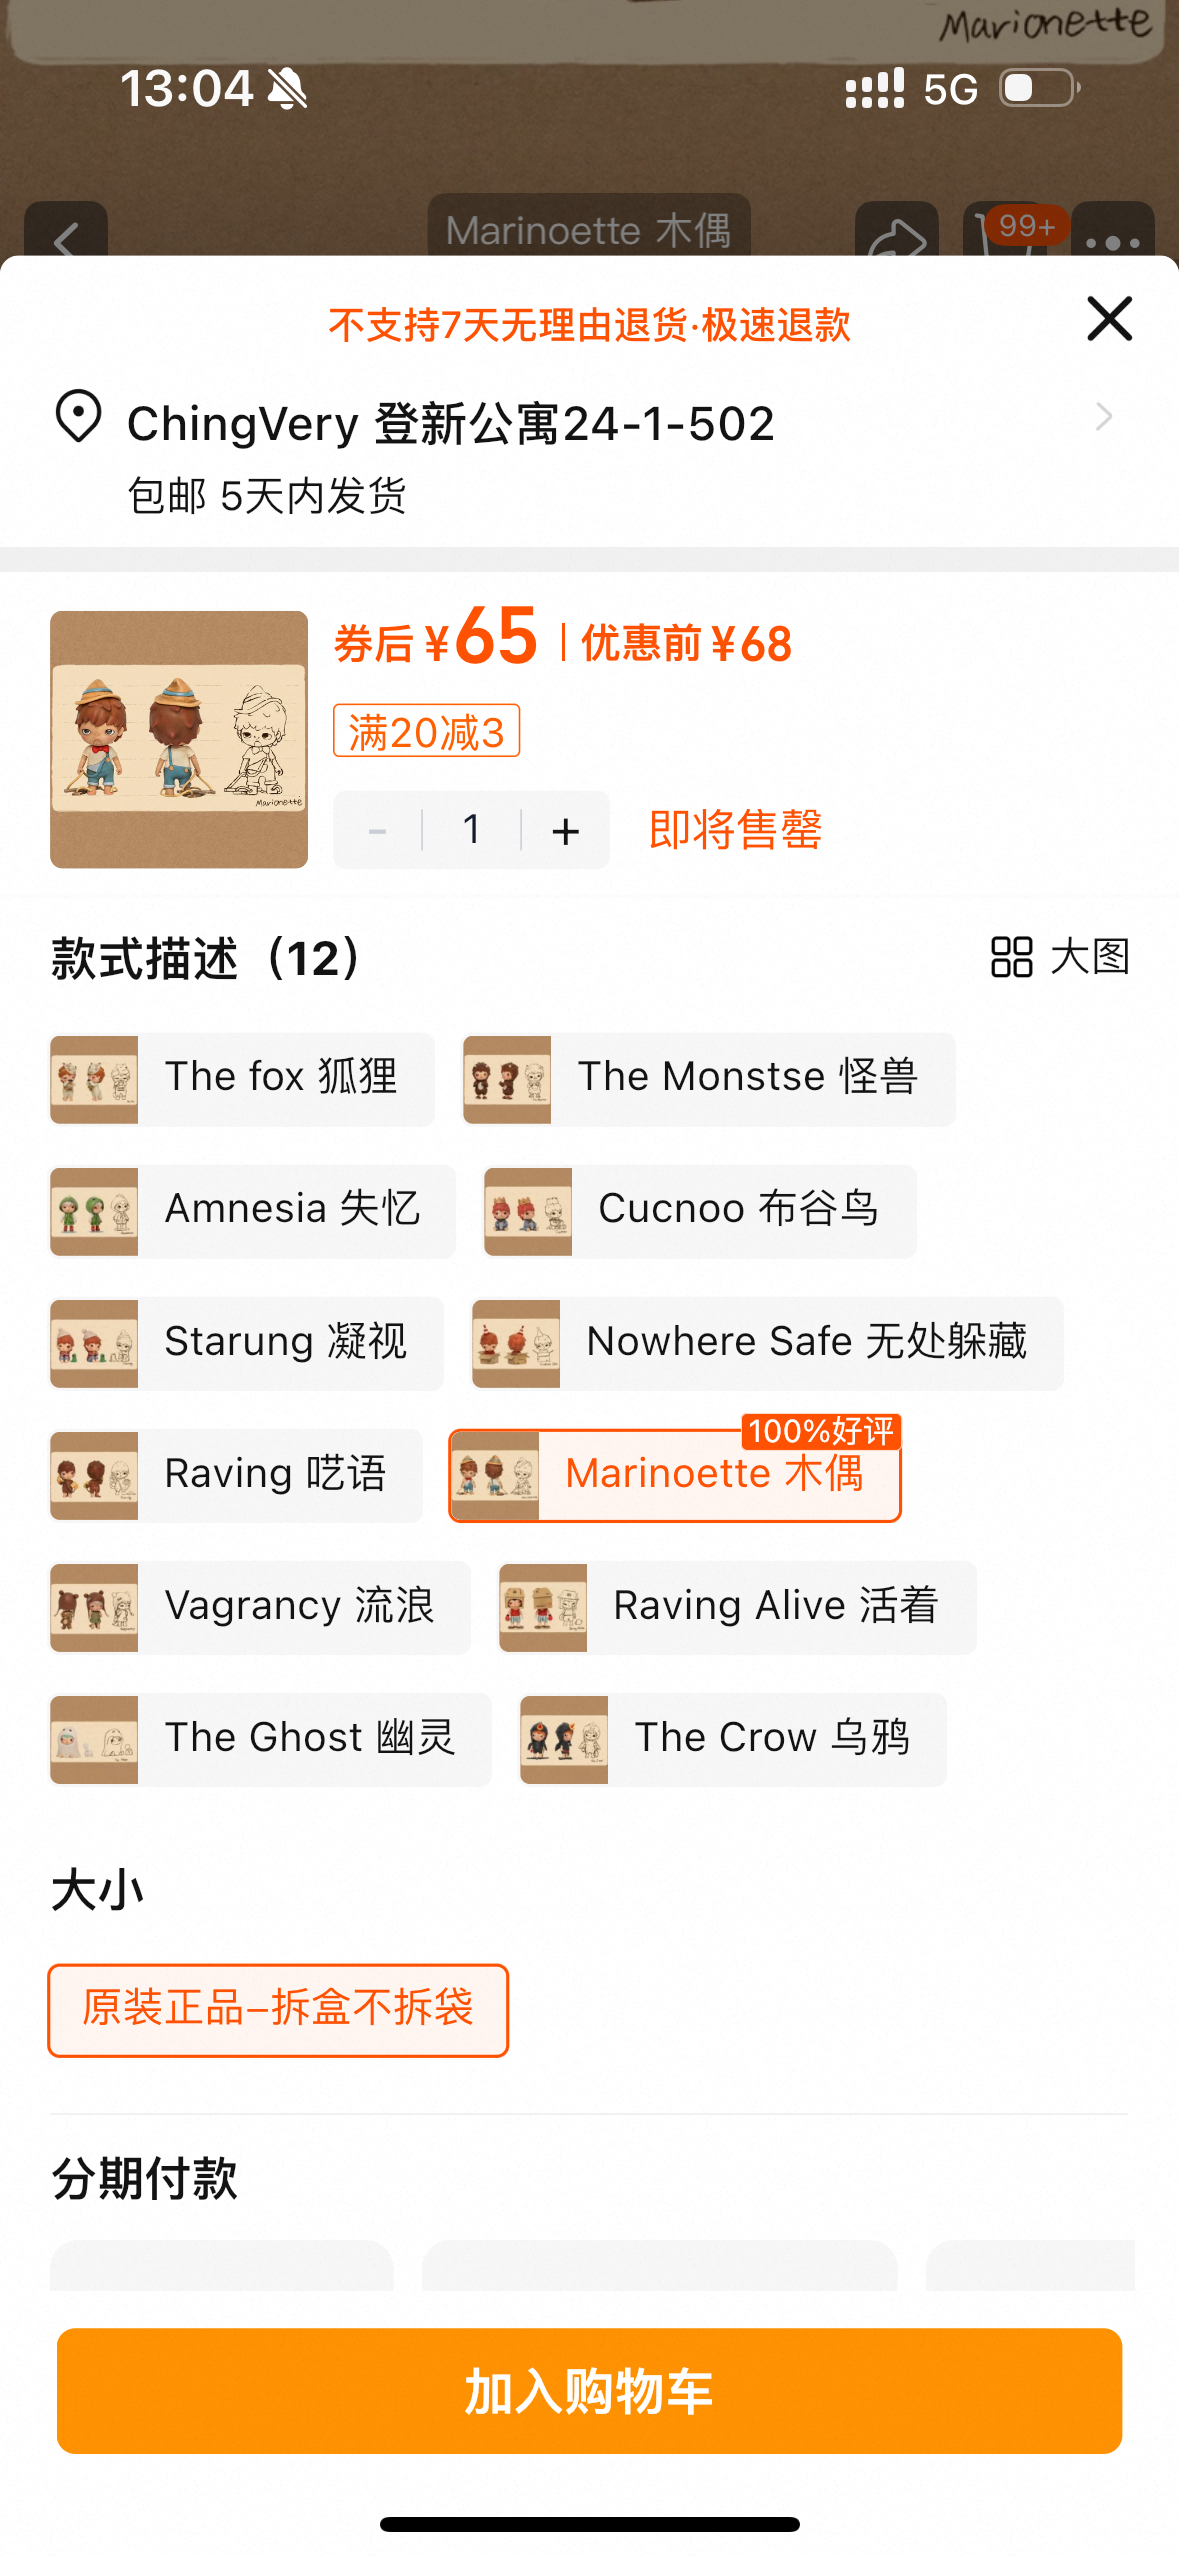 Marionette
13:04 5G
Marinoette 木偶 99+
不支持7天无理由退货·极速退款
ChingVery 登新公寓24-1-502
包邮 5天内发货
券后 ¥65 优惠前 ¥68
满20减3
Marionette
- 1 + 即将售罄
款式描述（12） 大图
The fox 狐狸 The Monstse 怪兽
Amnesia 失忆 Cucnoo 布谷鸟
Starung 凝视 Nowhere Safe 无处躲藏
100%好评
Raving 呓语 Marinoette 木偶
Vagrancy 流浪 Raving Alive 活着
The Ghost 幽灵 The Crow 乌鸦
大小
原装正品–拆盒不拆袋
分期付款
加入购物车